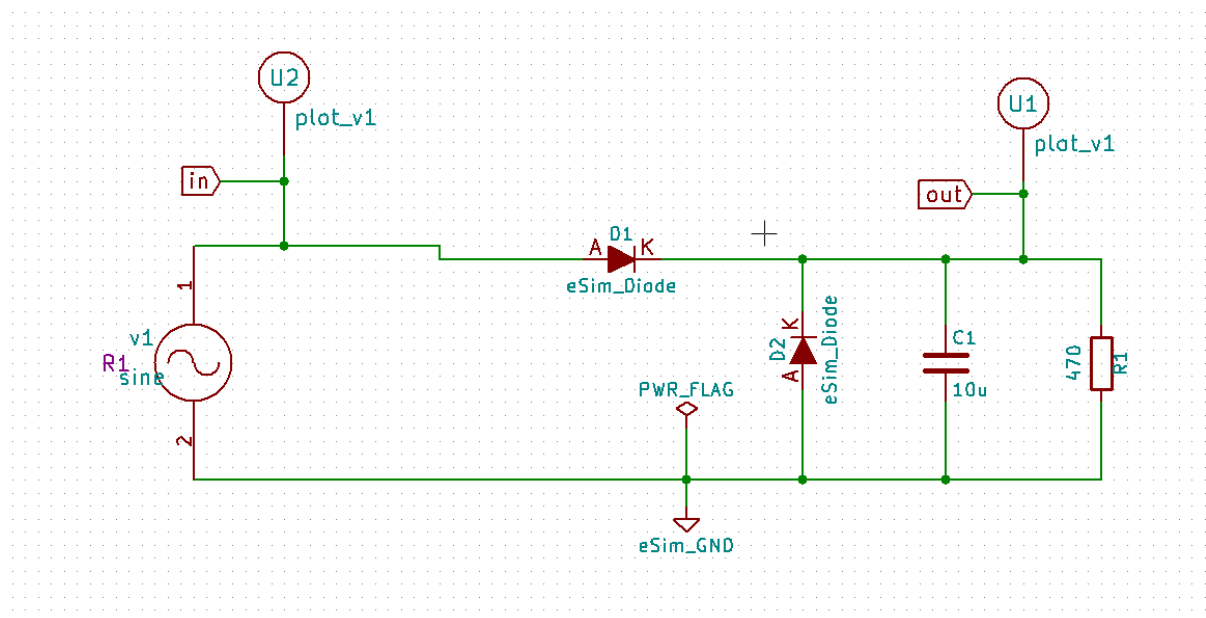 U2
plot_v1
U1
plot_v1
in
out
D1
A K
eSim_Diode
1
v1
R1
sine
2
K
D2
A
eSim_Diode
C1
10u
470
R1
PWR_FLAG
eSim_GND